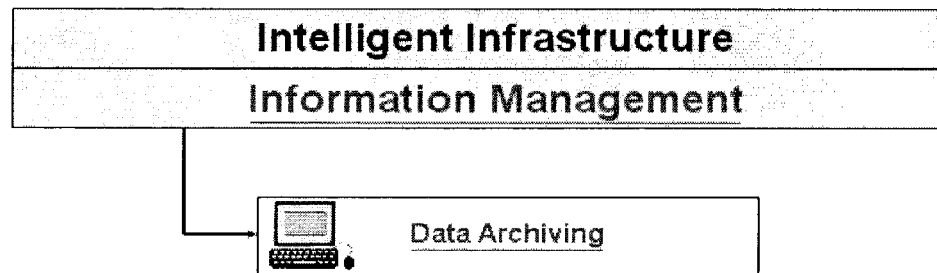 Intelligent Infrastructure
Information Management
Data Archiving